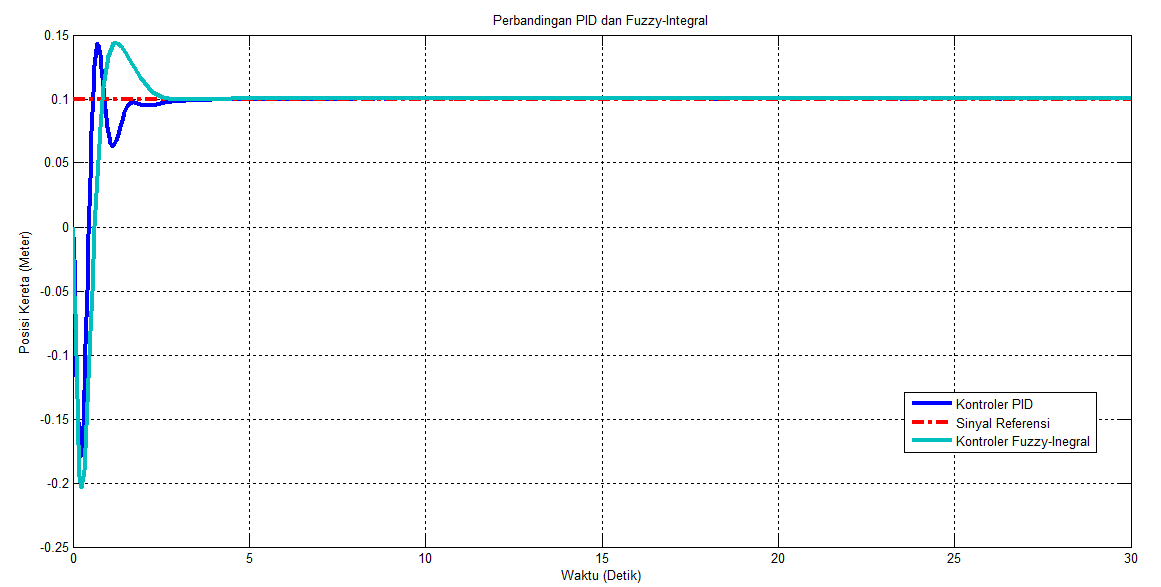 Perbandingan PID dan Fuzzy-Integral
Posisi Kereta (Meter)
0.15
0.1
0.05
0
-0.05
-0.1
-0.15
-0.2
-0.25
Kontroler PID
Sinyal Referensi
Kontroler Fuzzy-Inegral
0 5 10 15 20 25 30
Waktu (Detik)